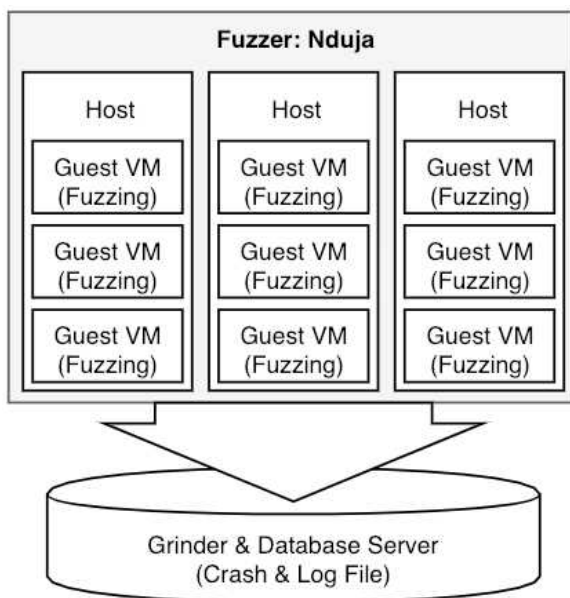 Fuzzer: Nduja
Host
Guest VM
(Fuzzing)
Guest VM
(Fuzzing)
Guest VM
(Fuzzing)
Host
Guest VM
(Fuzzing)
Guest VM
(Fuzzing)
Guest VM
(Fuzzing)
Host
Guest VM
(Fuzzing)
Guest VM
(Fuzzing)
Guest VM
(Fuzzing)
Grinder & Database Server
(Crash & Log File)